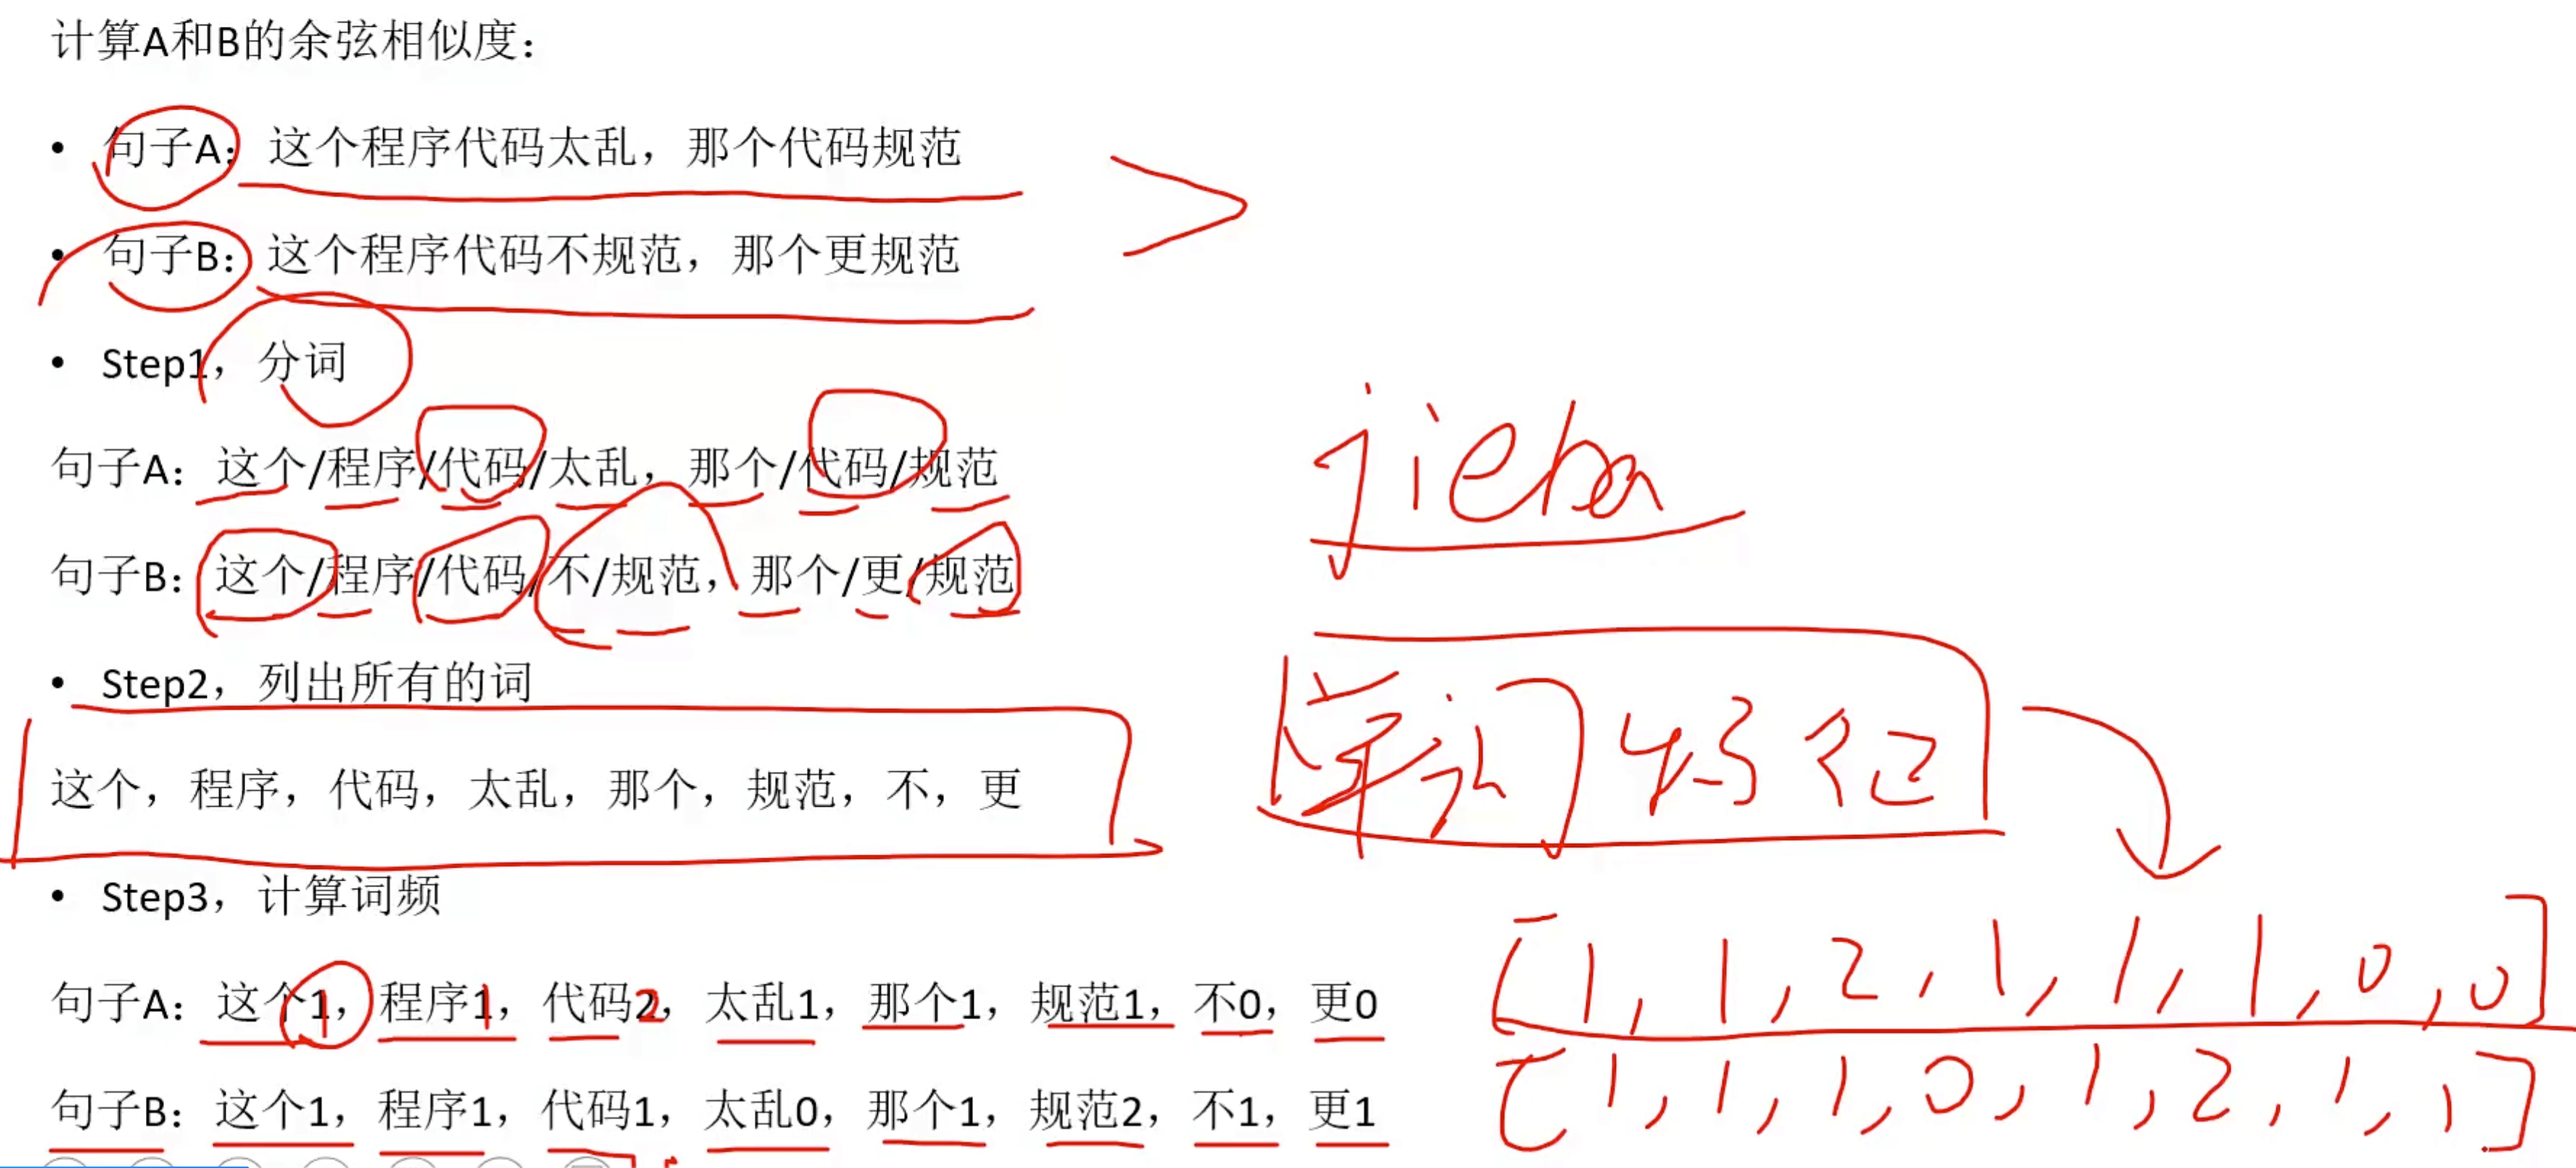 计算A和B的余弦相似度：
• 句子A：这个程序代码太乱，那个代码规范
• 句子B：这个程序代码不规范，那个更规范
• Step1，分词
jieba
句子A：这个/程序/代码/太乱，那个/代码/规范
句子B：这个/程序/代码/不/规范，那个/更/规范
• Step2，列出所有的词
单词特征
这个，程序，代码，太乱，那个，规范，不，更
• Step3，计算词频
句子A：这个1，程序1，代码2，太乱1，那个1，规范1，不0，更0
[1, 1, 2, 1, 1, 1, 0, 0]
句子B：这个1，程序1，代码1，太乱0，那个1，规范2，不1，更1
[1, 1, 1, 0, 1, 2, 1, 1]